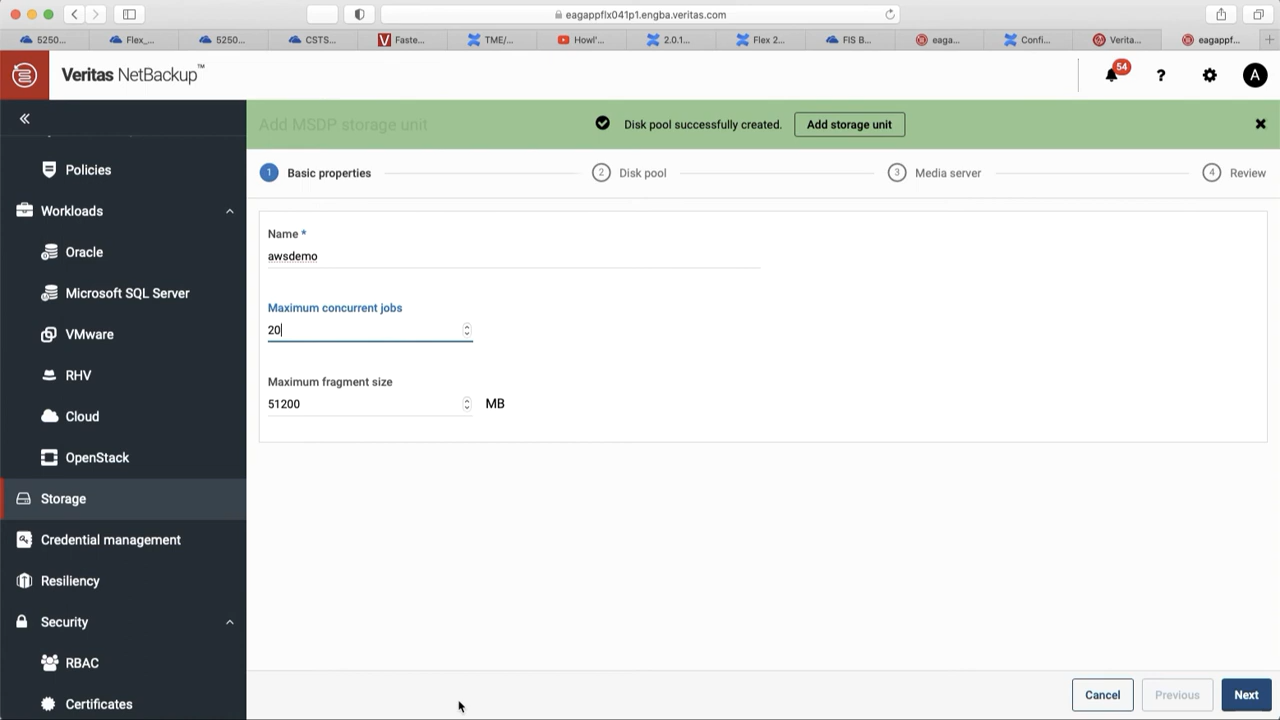 eagappflx041p1.engba.veritas.com
5250...
Flex_...
5250...
CSTS...
Faste...
TME/...
Howl'...
2.0.1...
Flex 2...
FIS B...
eaga...
Confi...
Verita...
eagappf...
Veritas NetBackup™
54
?
A
Add MSDP storage unit
Disk pool successfully created.
Add storage unit
1 Basic properties
2 Disk pool
3 Media server
4 Review
Policies
Workloads
Oracle
Microsoft SQL Server
VMware
RHV
Cloud
OpenStack
Storage
Credential management
Resiliency
Security
RBAC
Certificates
Name *
awsdemo
Maximum concurrent jobs
20
Maximum fragment size
51200 MB
Cancel
Previous
Next